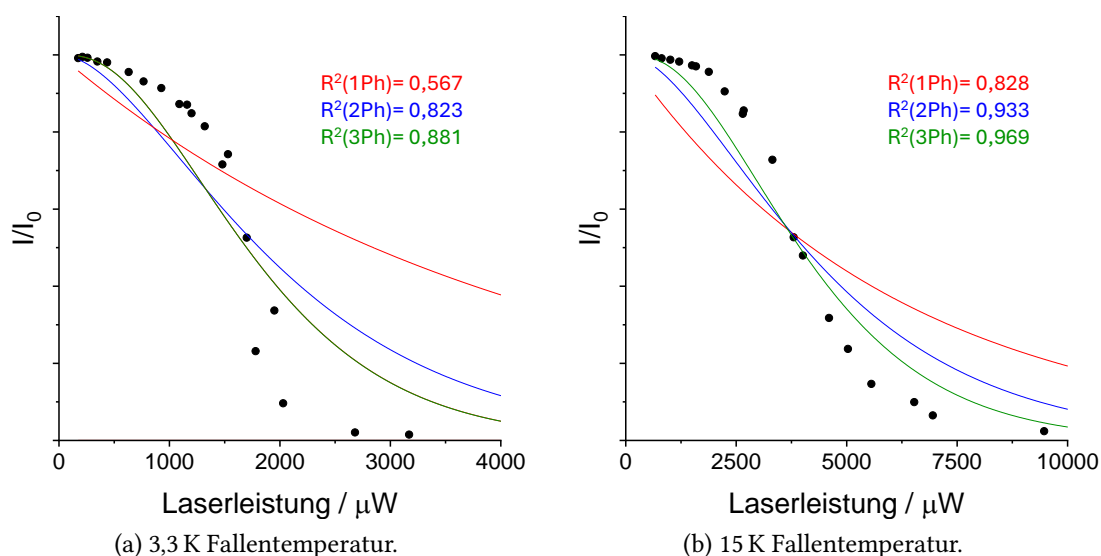 R²(1Ph)= 0,567
R²(2Ph)= 0,823
R²(3Ph)= 0,881
I/I₀
0 1000 2000 3000 4000
Laserleistung / μW
(a) 3,3 K Fallentemperatur.
R²(1Ph)= 0,828
R²(2Ph)= 0,933
R²(3Ph)= 0,969
I/I₀
0 2500 5000 7500 10000
Laserleistung / μW
(b) 15 K Fallentemperatur.